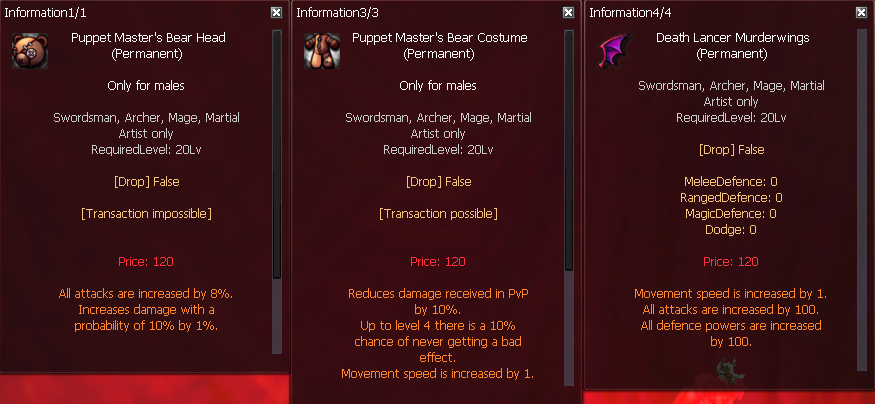 Information1/1
Puppet Master's Bear Head
(Permanent)
Only for males
Swordsman, Archer, Mage, Martial
Artist only
RequiredLevel: 20Lv
[Drop] False
[Transaction impossible]
Price: 120
All attacks are increased by 8%.
Increases damage with a
probability of 10% by 1%.
Information3/3
Puppet Master's Bear Costume
(Permanent)
Only for males
Swordsman, Archer, Mage, Martial
Artist only
RequiredLevel: 20Lv
[Drop] False
[Transaction possible]
Price: 120
Reduces damage received in PvP
by 10%.
Up to level 4 there is a 10%
chance of never getting a bad
effect.
Movement speed is increased by 1.
Information4/4
Death Lancer Murderwings
(Permanent)
Swordsman, Archer, Mage, Martial
Artist only
RequiredLevel: 20Lv
[Drop] False
MeleeDefence: 0
RangedDefence: 0
MagicDefence: 0
Dodge: 0
Price: 120
Movement speed is increased by 1.
All attacks are increased by 100.
All defence powers are increased
by 100.